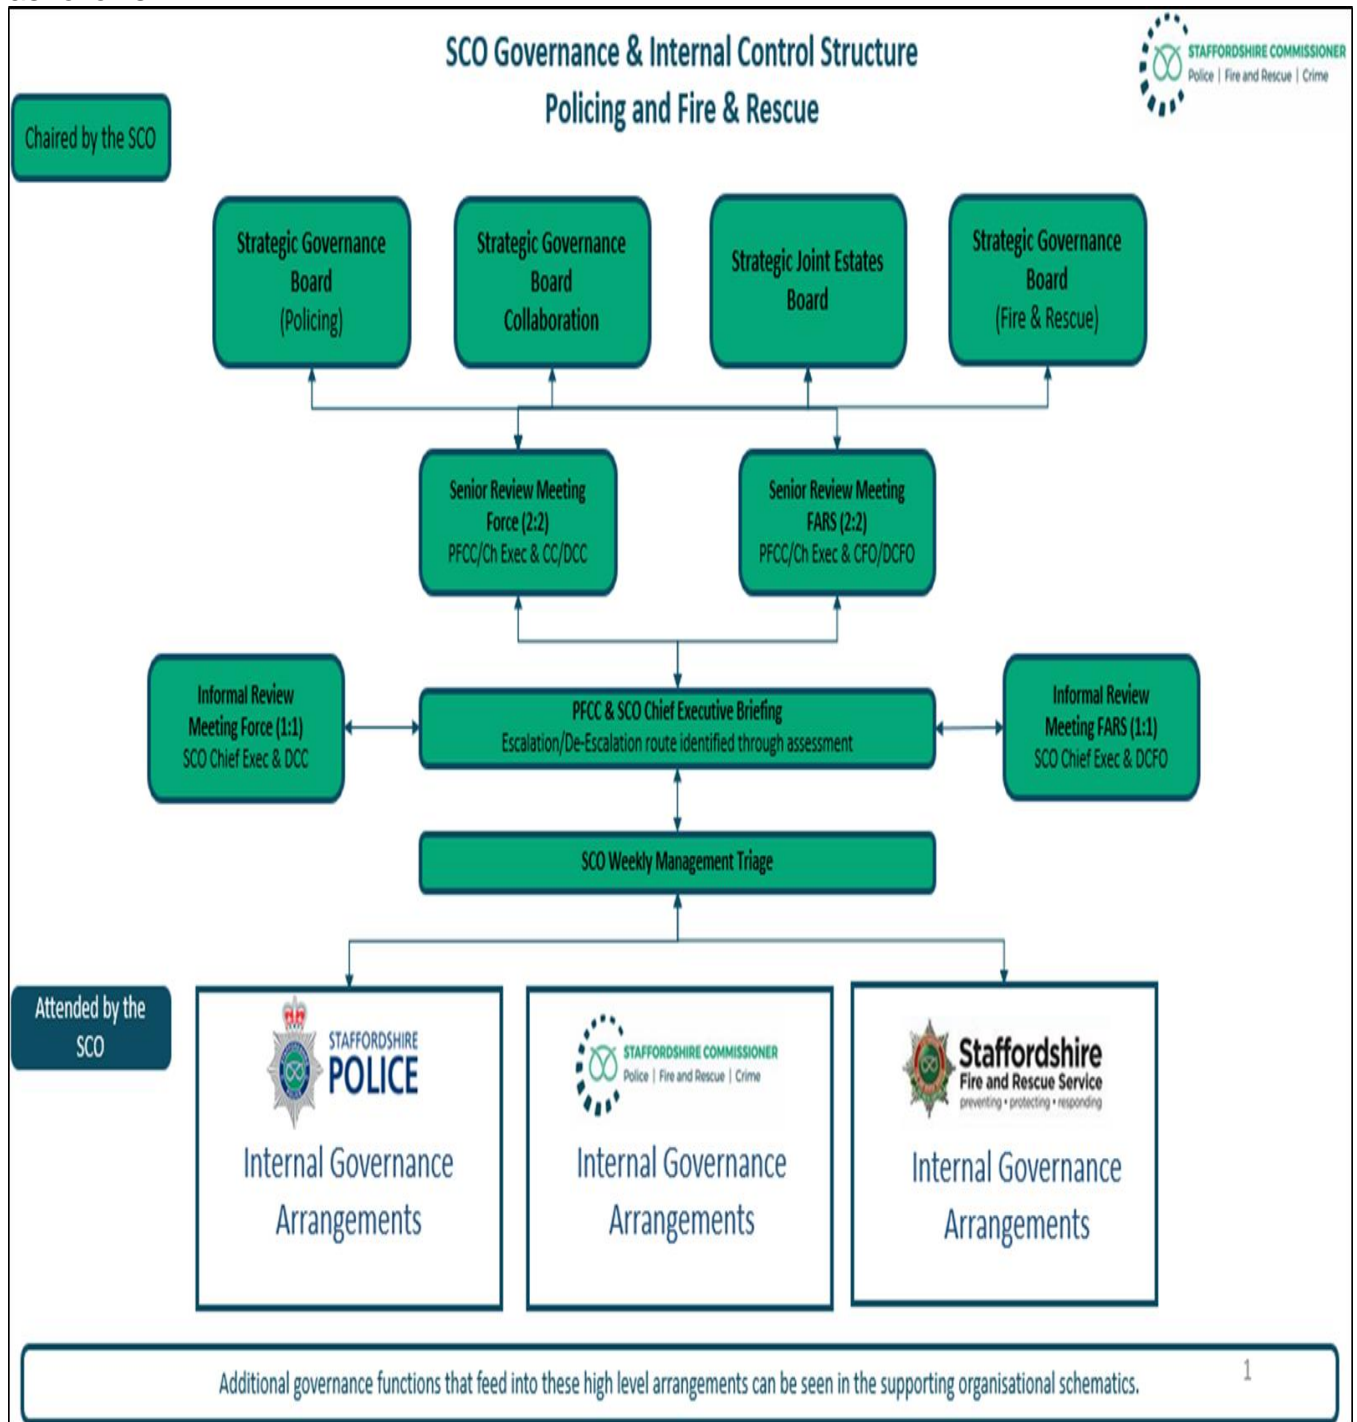 SCO Governance & Internal Control Structure
Policing and Fire & Rescue
STAFFORDSHIRE COMMISSIONER
Police | Fire and Rescue | Crime
Chaired by the SCO
Strategic Governance
Board
(Policing)
Strategic Governance
Board
Collaboration
Strategic Joint Estates
Board
Strategic Governance
Board
(Fire & Rescue)
Senior Review Meeting
Force (2:2)
PFCC/Ch Exec & CC/DCC
Senior Review Meeting
FARS (2:2)
PFCC/Ch Exec & CFO/DCFO
Informal Review
Meeting Force (1:1)
SCO Chief Exec & DCC
PFCC & SCO Chief Executive Briefing
Escalation/De-Escalation route identified through assessment
Informal Review
Meeting FARS (1:1)
SCO Chief Exec & DCFO
SCO Weekly Management Triage
Attended by the
SCO
STAFFORDSHIRE
POLICE
Internal Governance
Arrangements
STAFFORDSHIRE COMMISSIONER
Police | Fire and Rescue | Crime
Internal Governance
Arrangements
Staffordshire
Fire and Rescue Service
preventing • protecting • responding
Internal Governance
Arrangements
Additional governance functions that feed into these high level arrangements can be seen in the supporting organisational schematics.
1